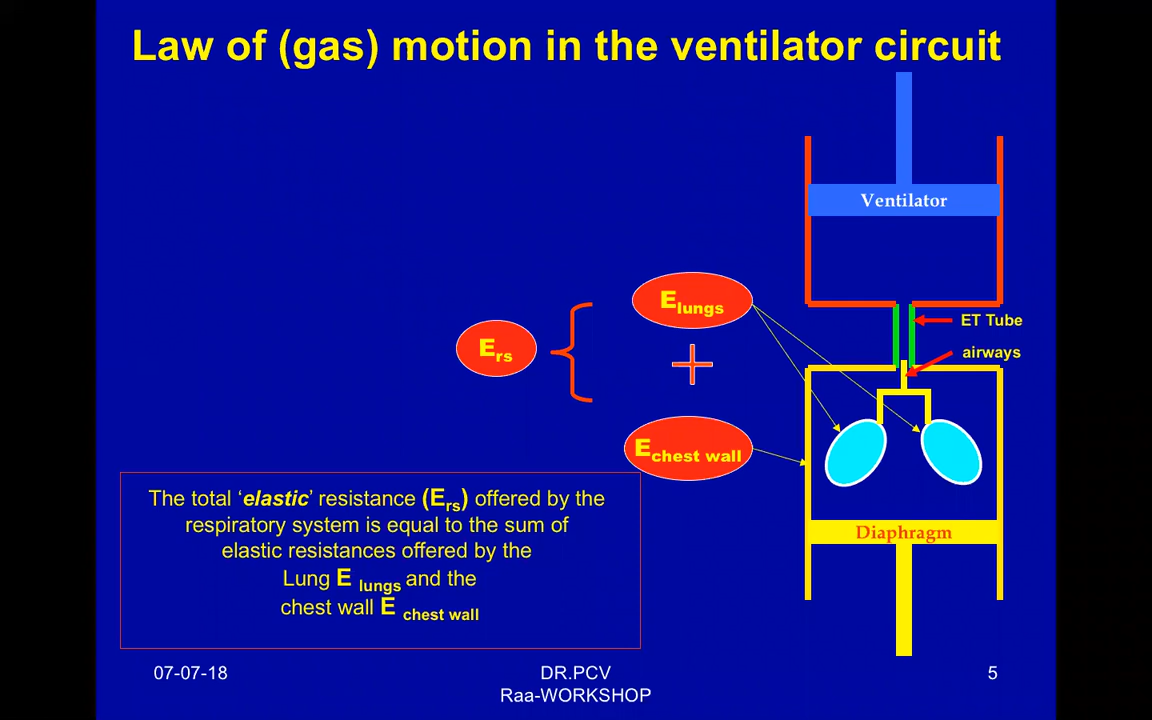 Law of (gas) motion in the ventilator circuit
Ventilator
E lungs
ET Tube
E rs
airways
E chest wall
The total ‘elastic’ resistance (Ers) offered by the
respiratory system is equal to the sum of
elastic resistances offered by the
Lung E lungs and the
chest wall E chest wall
Diaphragm
07-07-18
DR.PCV
Raa-WORKSHOP
5